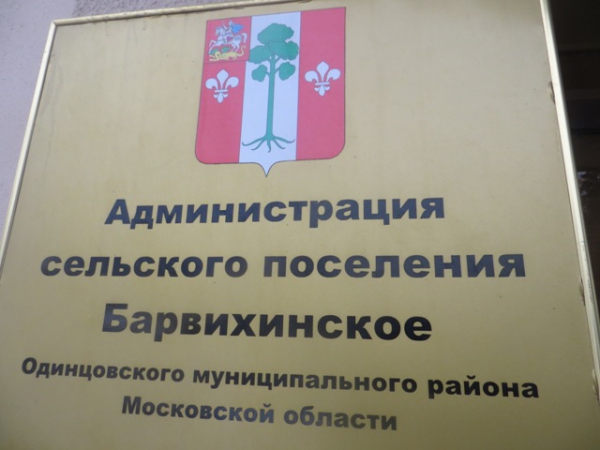 Администрация
сельского поселения
Барвихинское
Одинцовского муниципального района
Московской области